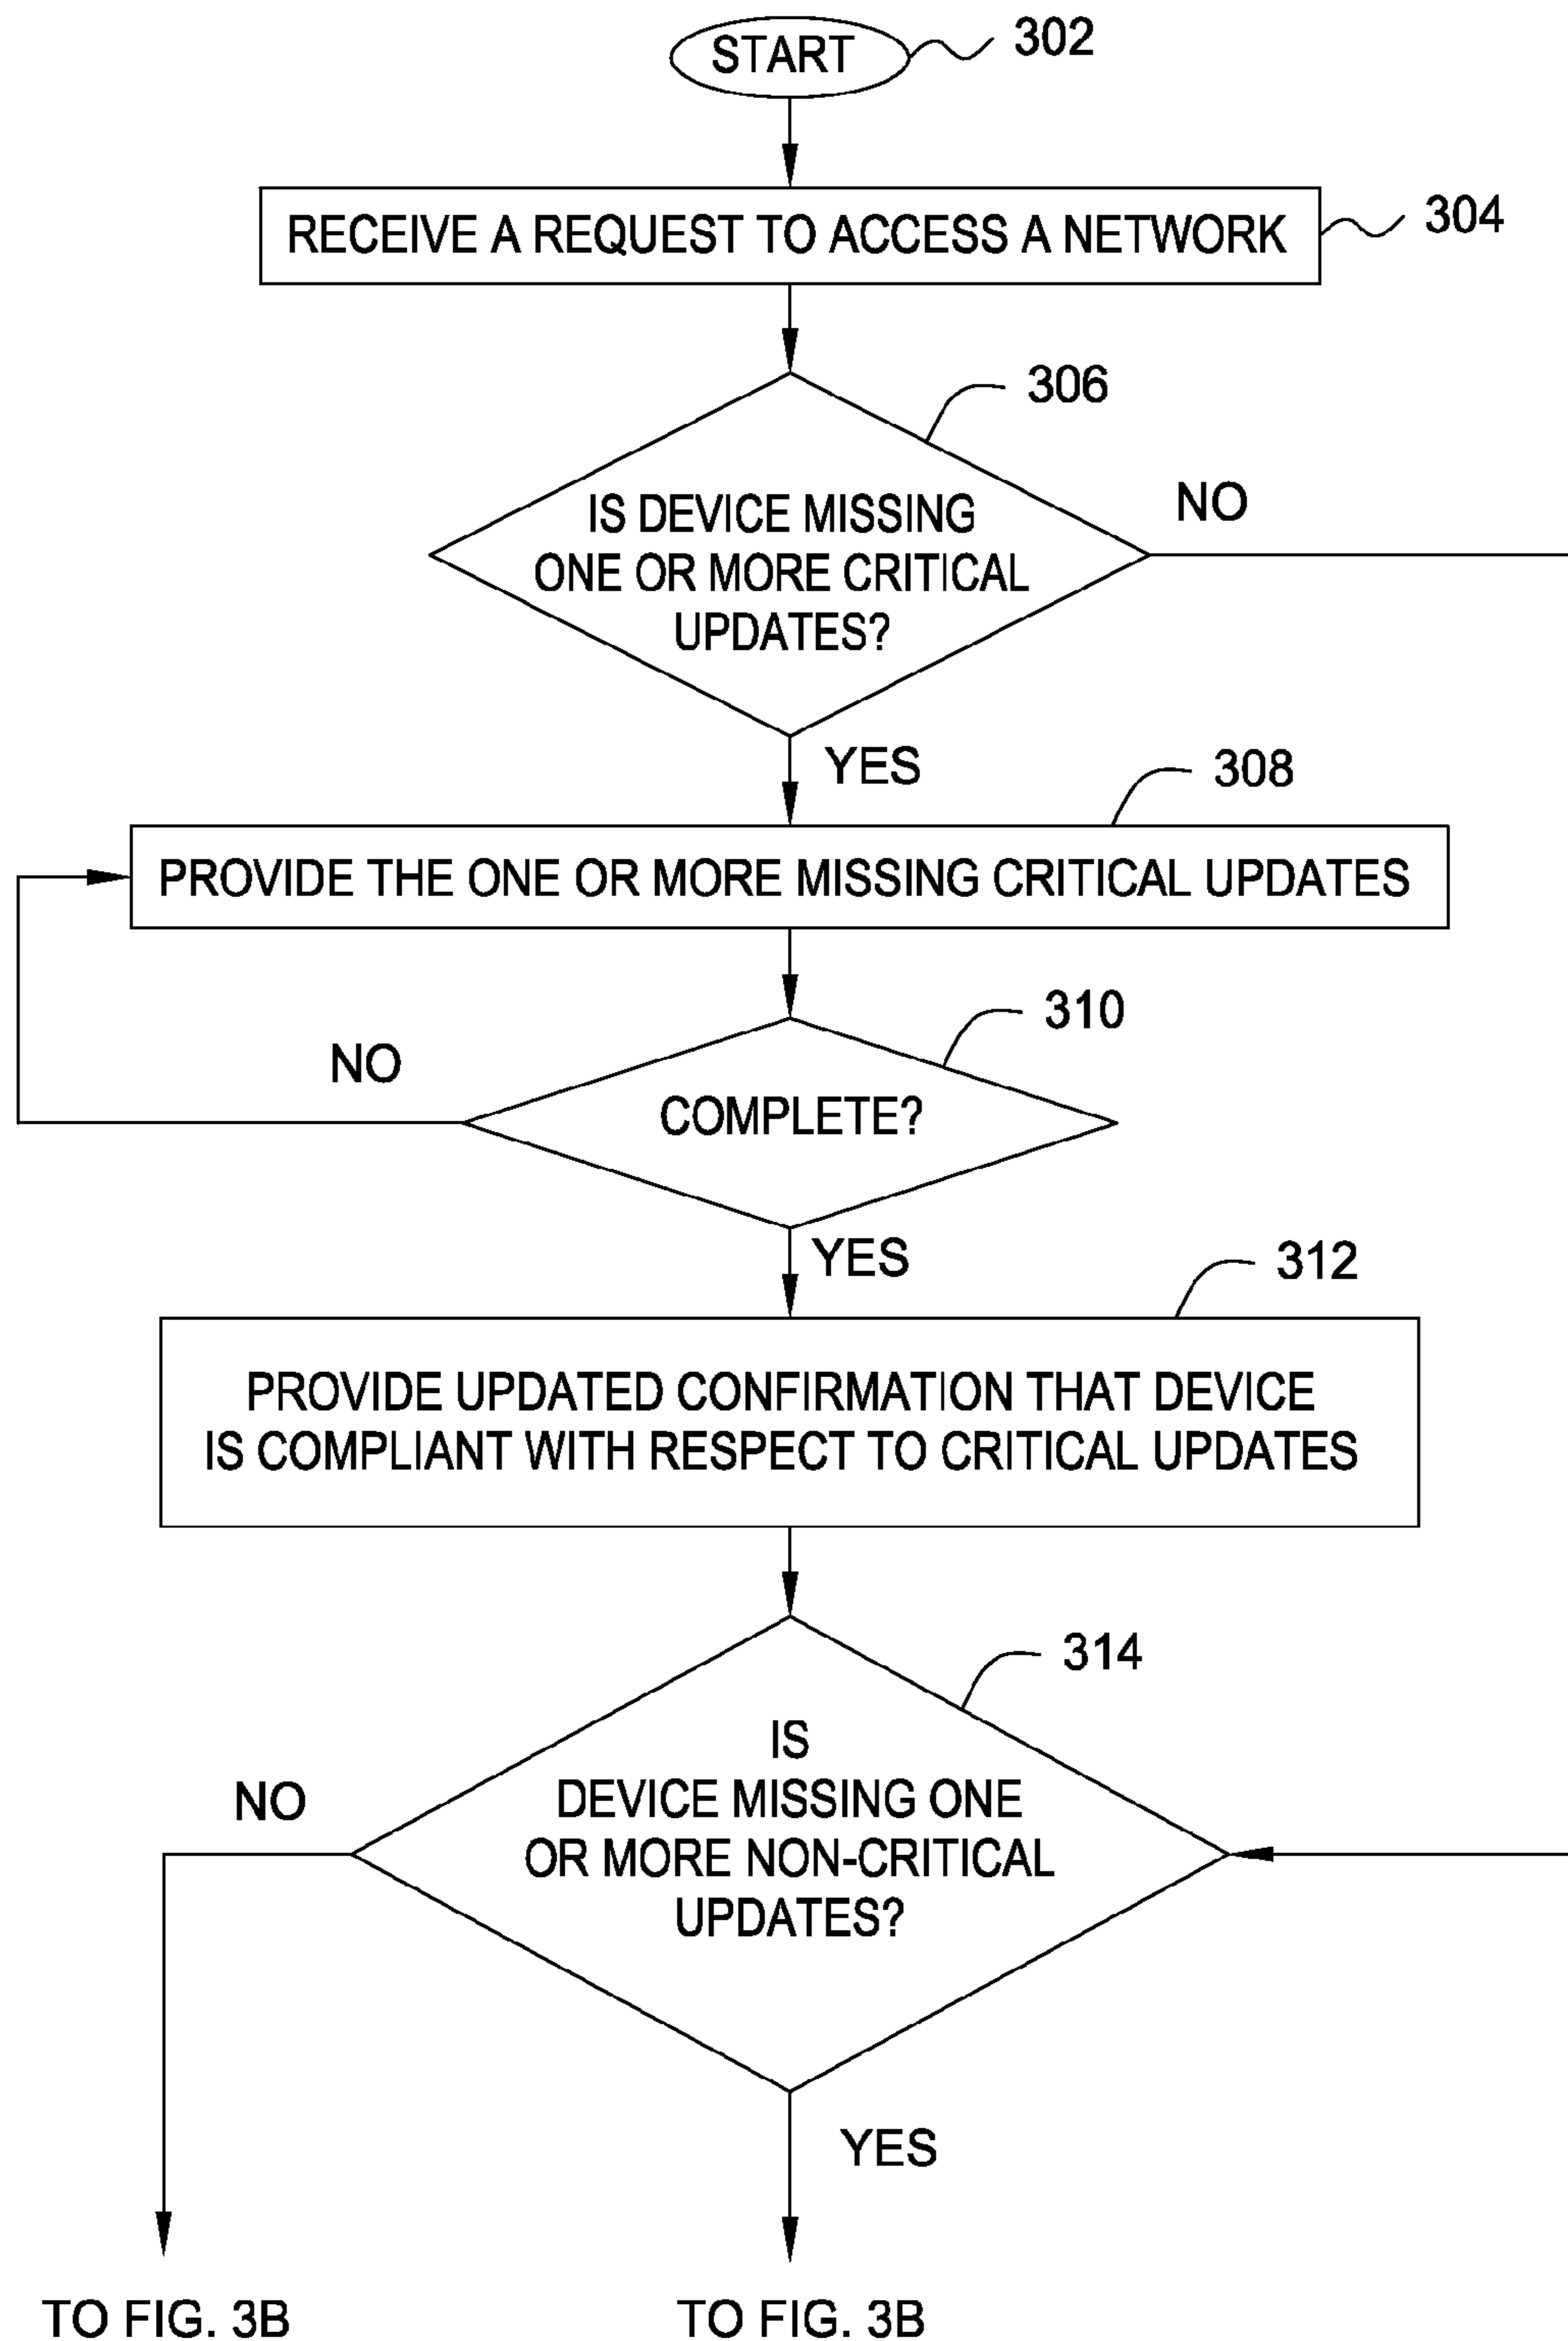 START
302
RECEIVE A REQUEST TO ACCESS A NETWORK
304
306
IS DEVICE MISSING
ONE OR MORE CRITICAL
UPDATES?
NO
YES
308
PROVIDE THE ONE OR MORE MISSING CRITICAL UPDATES
310
NO
COMPLETE?
YES
312
PROVIDE UPDATED CONFIRMATION THAT DEVICE
IS COMPLIANT WITH RESPECT TO CRITICAL UPDATES
314
IS
DEVICE MISSING ONE
OR MORE NON-CRITICAL
UPDATES?
NO
YES
TO FIG. 3B
TO FIG. 3B